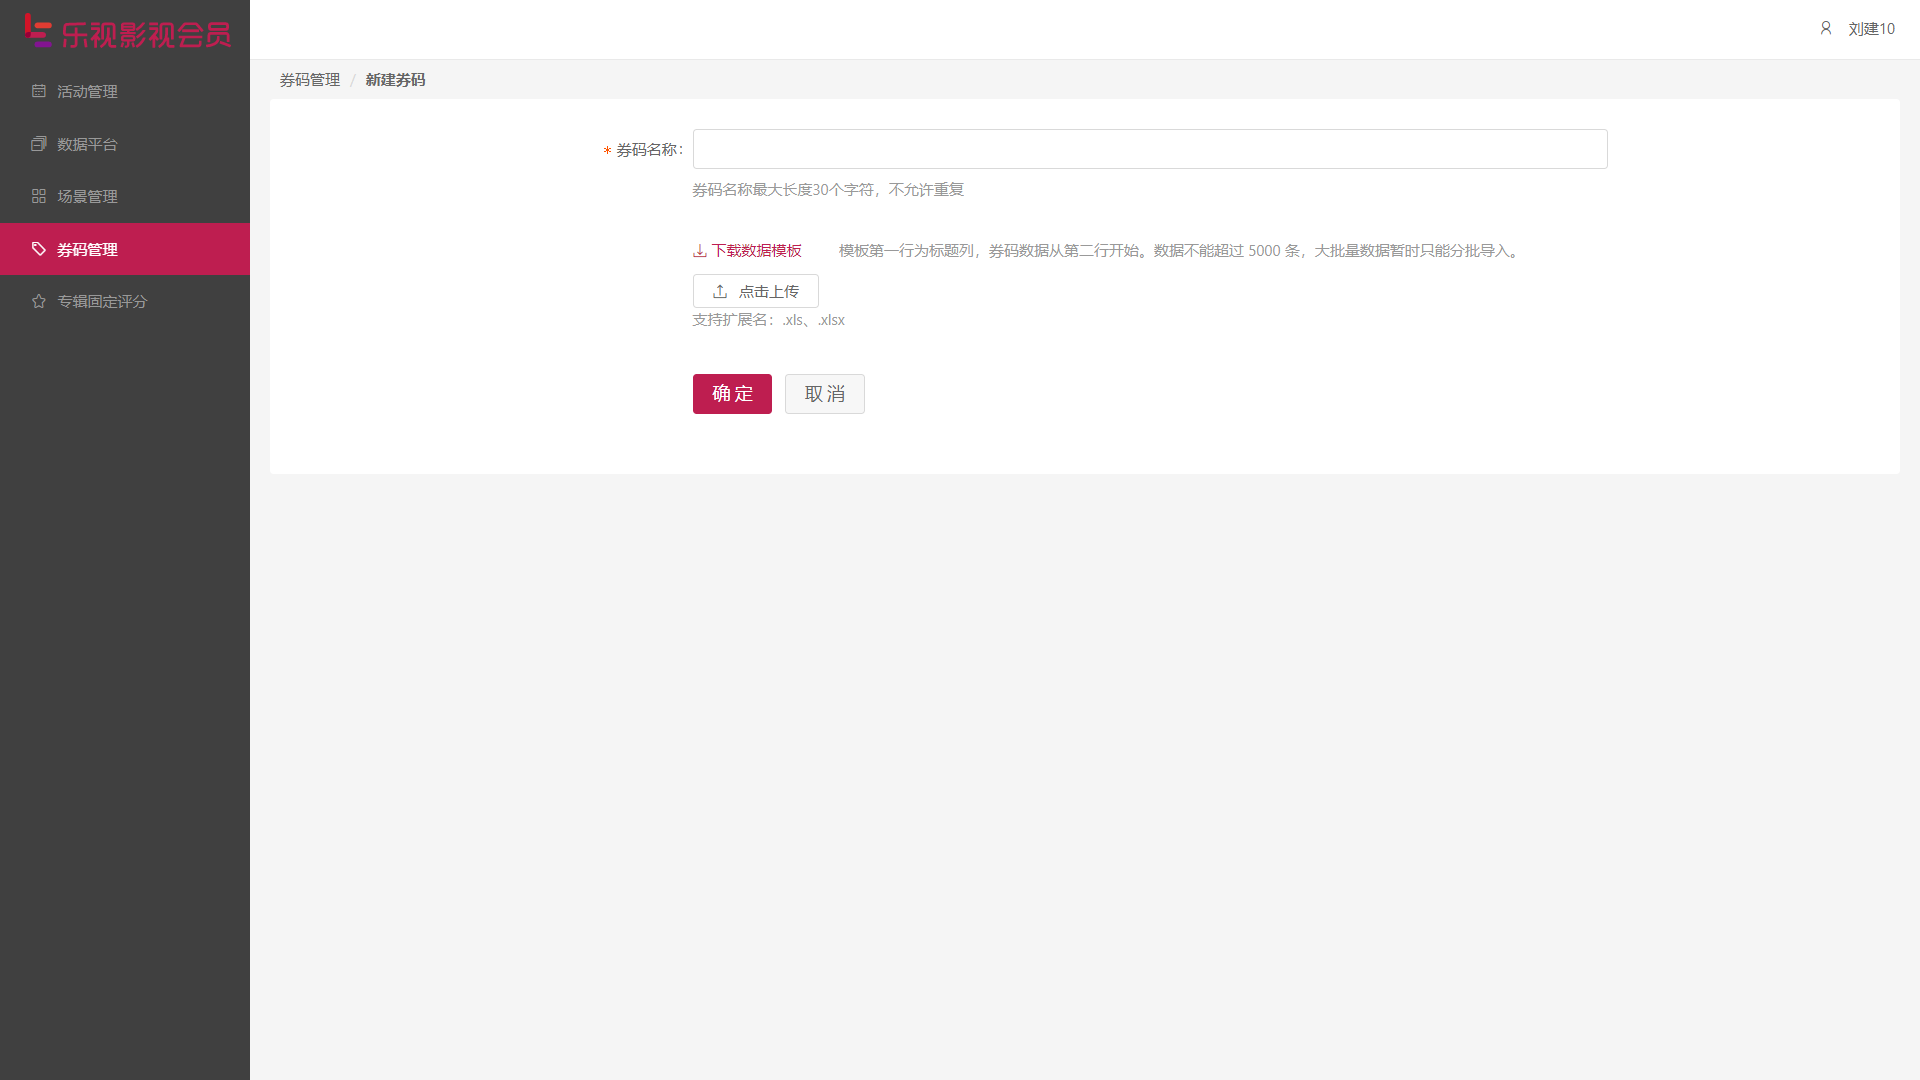 乐视影视会员
刘建10
活动管理
数据平台
场景管理
券码管理
专辑固定评分
券码管理 / 新建券码
* 券码名称:
券码名称最大长度30个字符，不允许重复
下载数据模板 模板第一行为标题列，券码数据从第二行开始。数据不能超过 5000 条，大批量数据暂时只能分批导入。
点击上传
支持扩展名：.xls、.xlsx
确 定 取 消